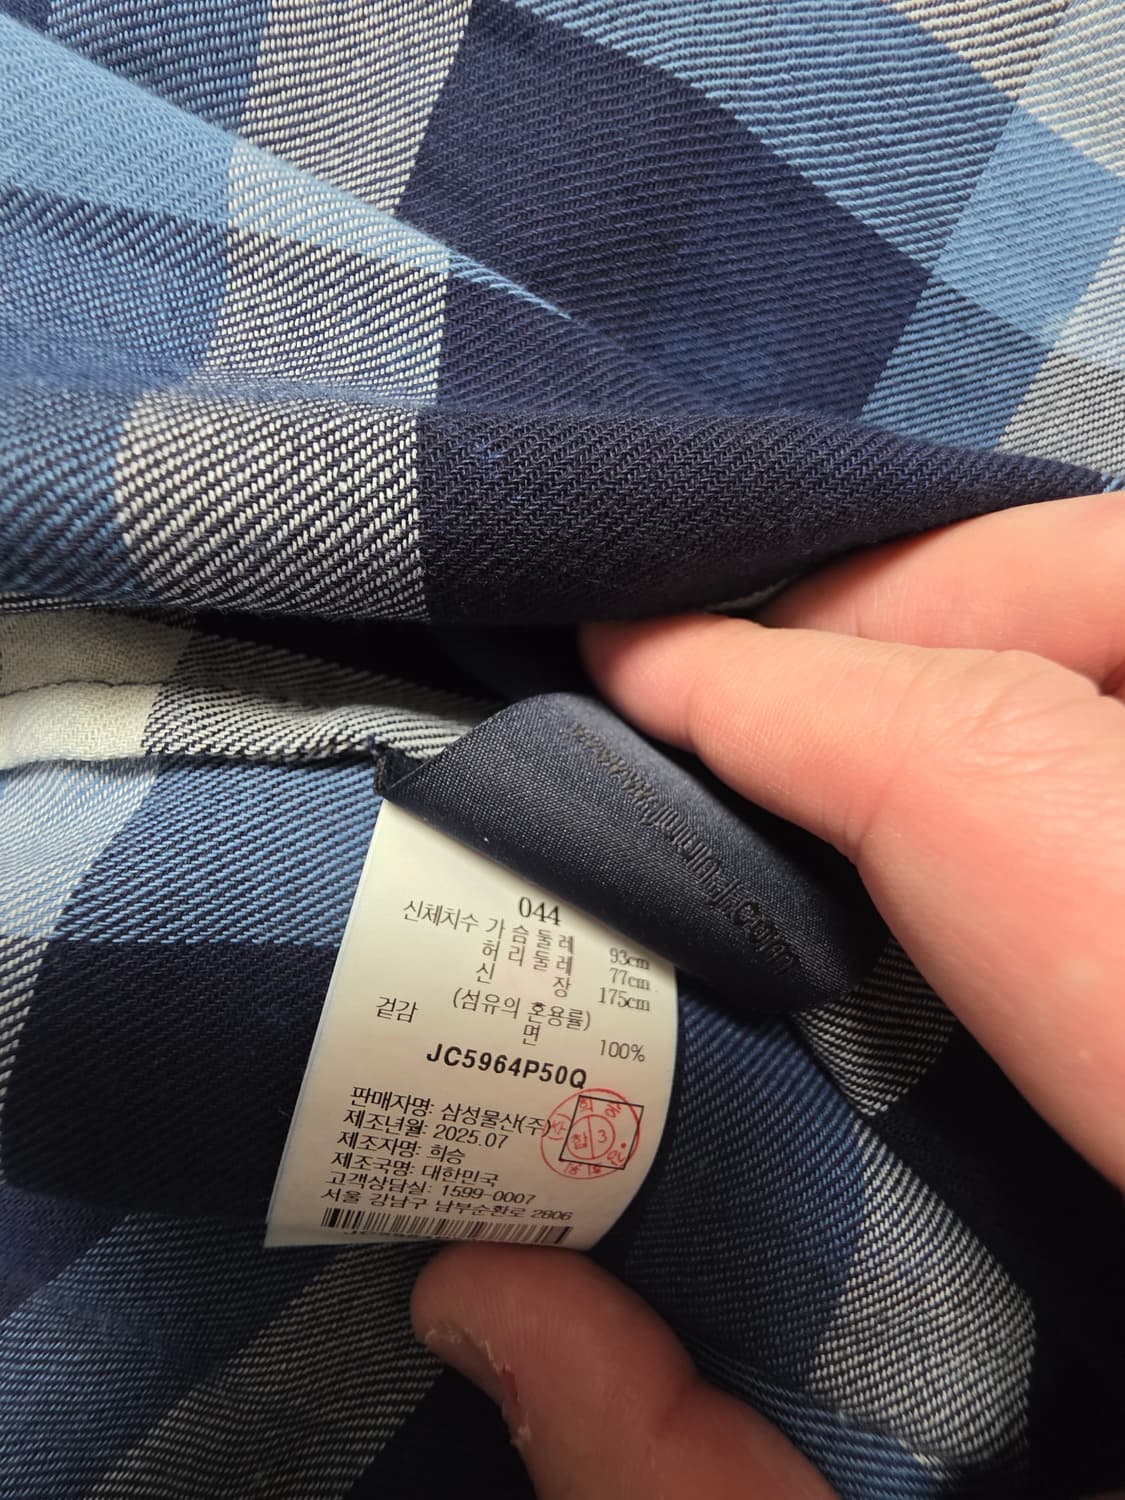 044
신체치수 가슴둘레 93cm
허리둘레 77cm
신장 175cm
(섬유의 혼용률)
겉감 면 100%
JC5964P50Q
판매자명: 삼성물산(주)
제조년월: 2025.07
제조자명: 희승
제조국명: 대한민국
고객상담실: 1599-0007
서울 강남구 남부순환로 2806
합 3